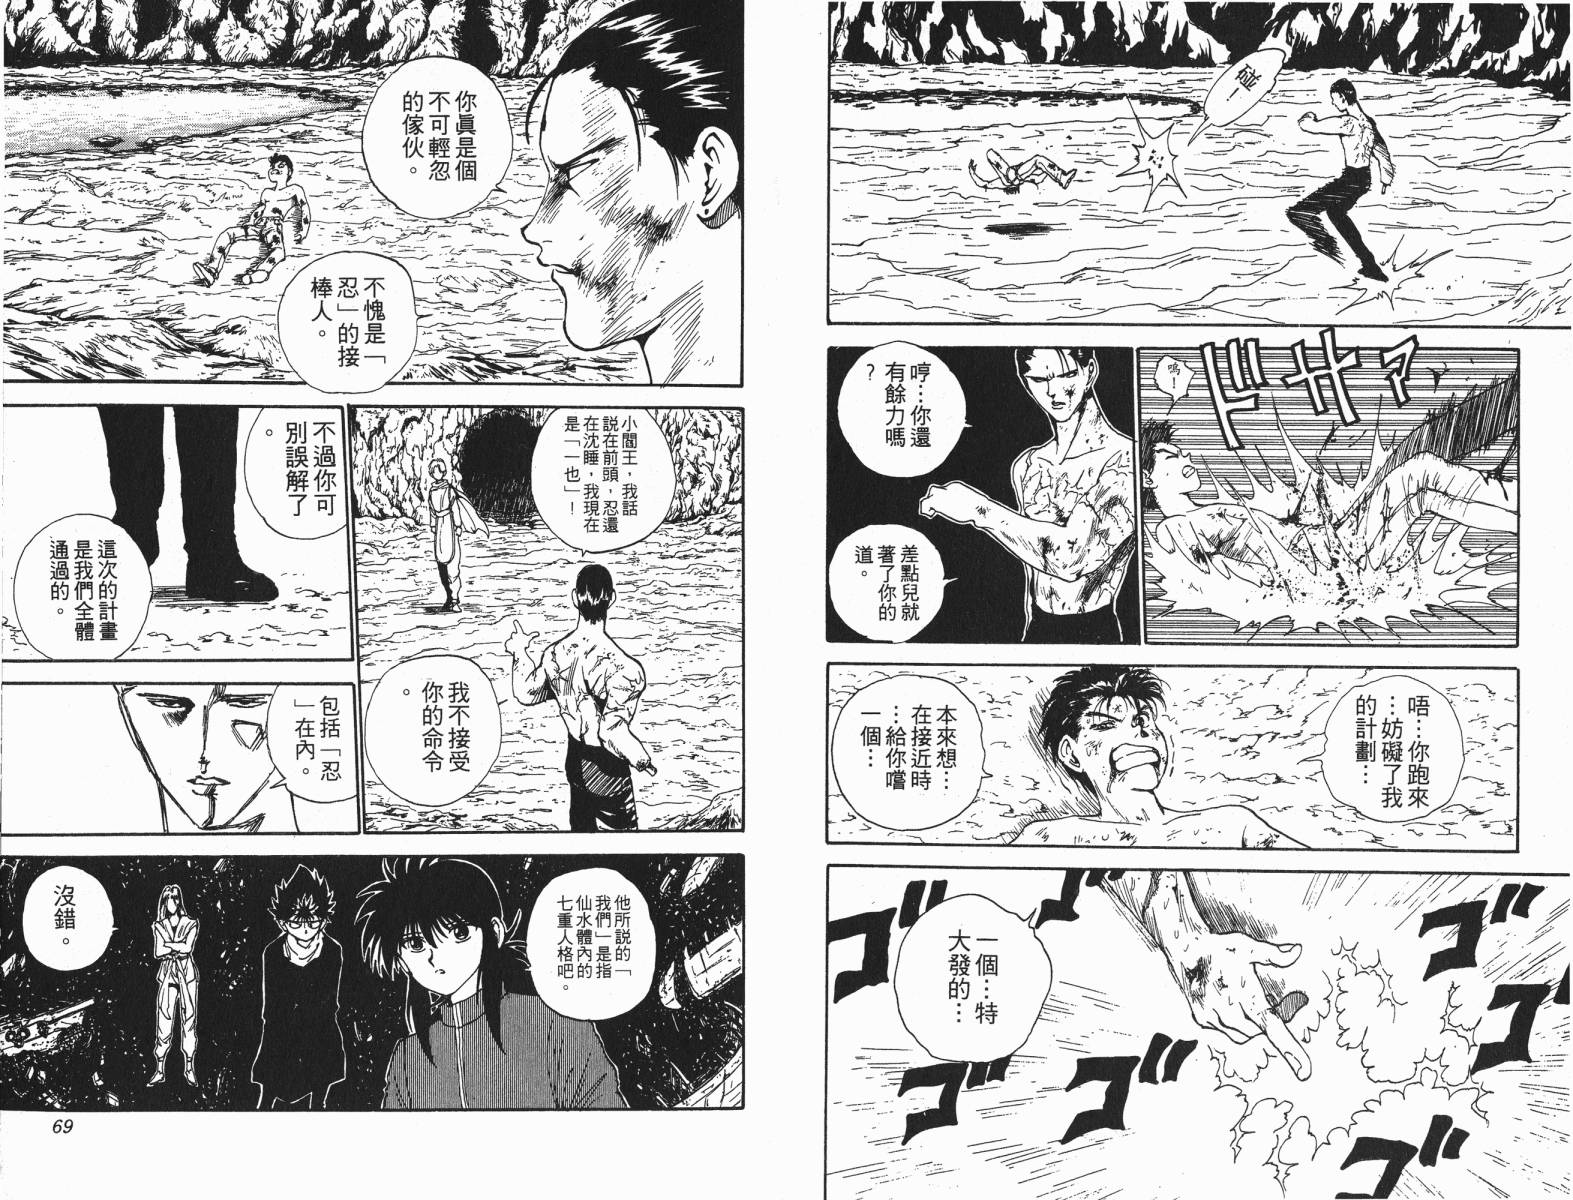 碰！
ドサァ
嗚！
哼…你還
有餘力嗎
？
差點兒就
著了你的
道。
唔…你跑來
…妨礙了我
的計劃…
本來想…
在接近時
…給你嚐
一個…
一個…特
大發的…
ゴゴゴゴゴゴゴ
你眞是個
不可輕忽
的傢伙。
不愧是「
忍」的接
棒人。
小閻王，我話
說在前頭，忍還
在沈睡，我現在
是「一也」！
我不接受
你的命令
。
不過你可
別誤解了
。
這次的計畫
是我們全體
通過的。
包括「忍
」在內。
他所說的「
我們」是指
仙水體內的
七重人格吧。
沒錯。
69